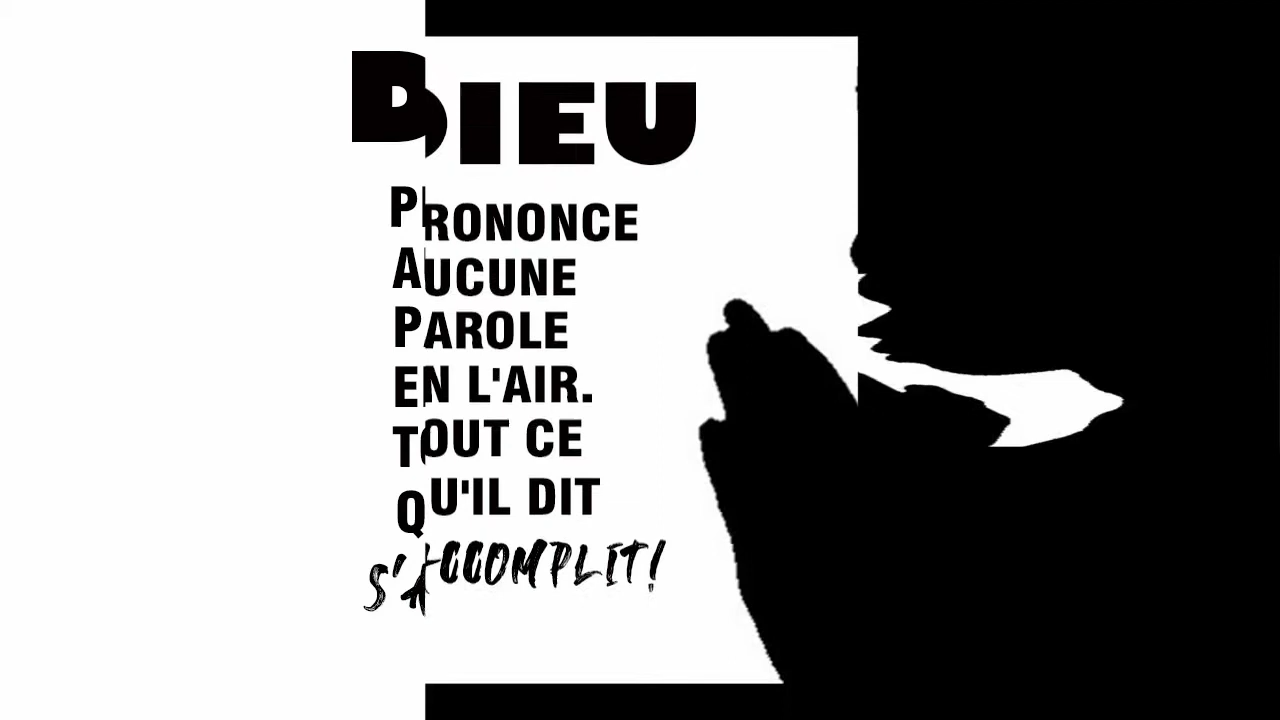 DIEU
PRONONCE
AUCUNE
PAROLE
EN L'AIR.
TOUT CE
QU'IL DIT
S'ACCOMPLIT!